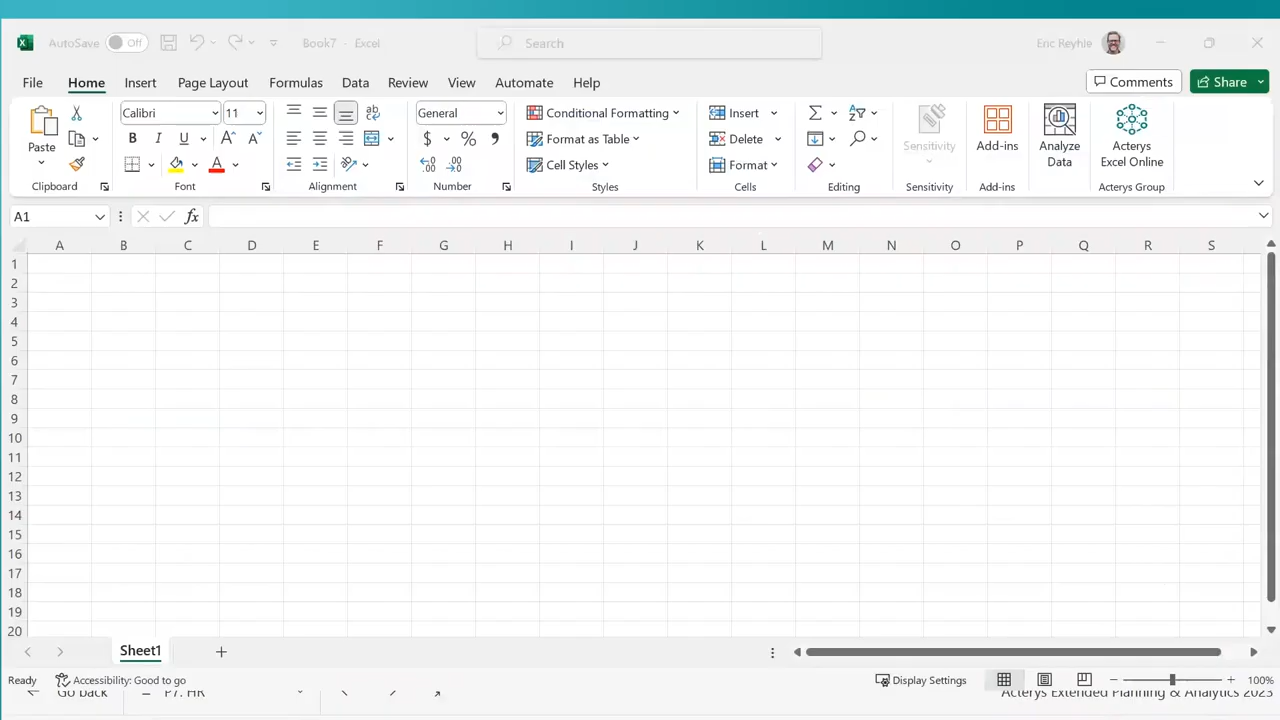 AutoSave Off Book7 - Excel Search Eric Reyhle
File Home Insert Page Layout Formulas Data Review View Automate Help Comments Share
Paste Calibri 11 General Conditional Formatting Insert Sensitivity Add-ins Analyze Data Acterys Excel Online
B I U A A ab $ % 9 Format as Table Delete
A Cell Styles Format
Clipboard Font Alignment Number Styles Cells Editing Sensitivity Add-ins Acterys Group
A1 fx
A B C D E F G H I J K L M N O P Q R S
1
2
3
4
5
6
7
8
9
10
11
12
13
14
15
16
17
18
19
20
Sheet1
Ready Accessibility: Good to go Display Settings 100%
Go back P7. HR Acterys Extended Planning & Analytics 2023